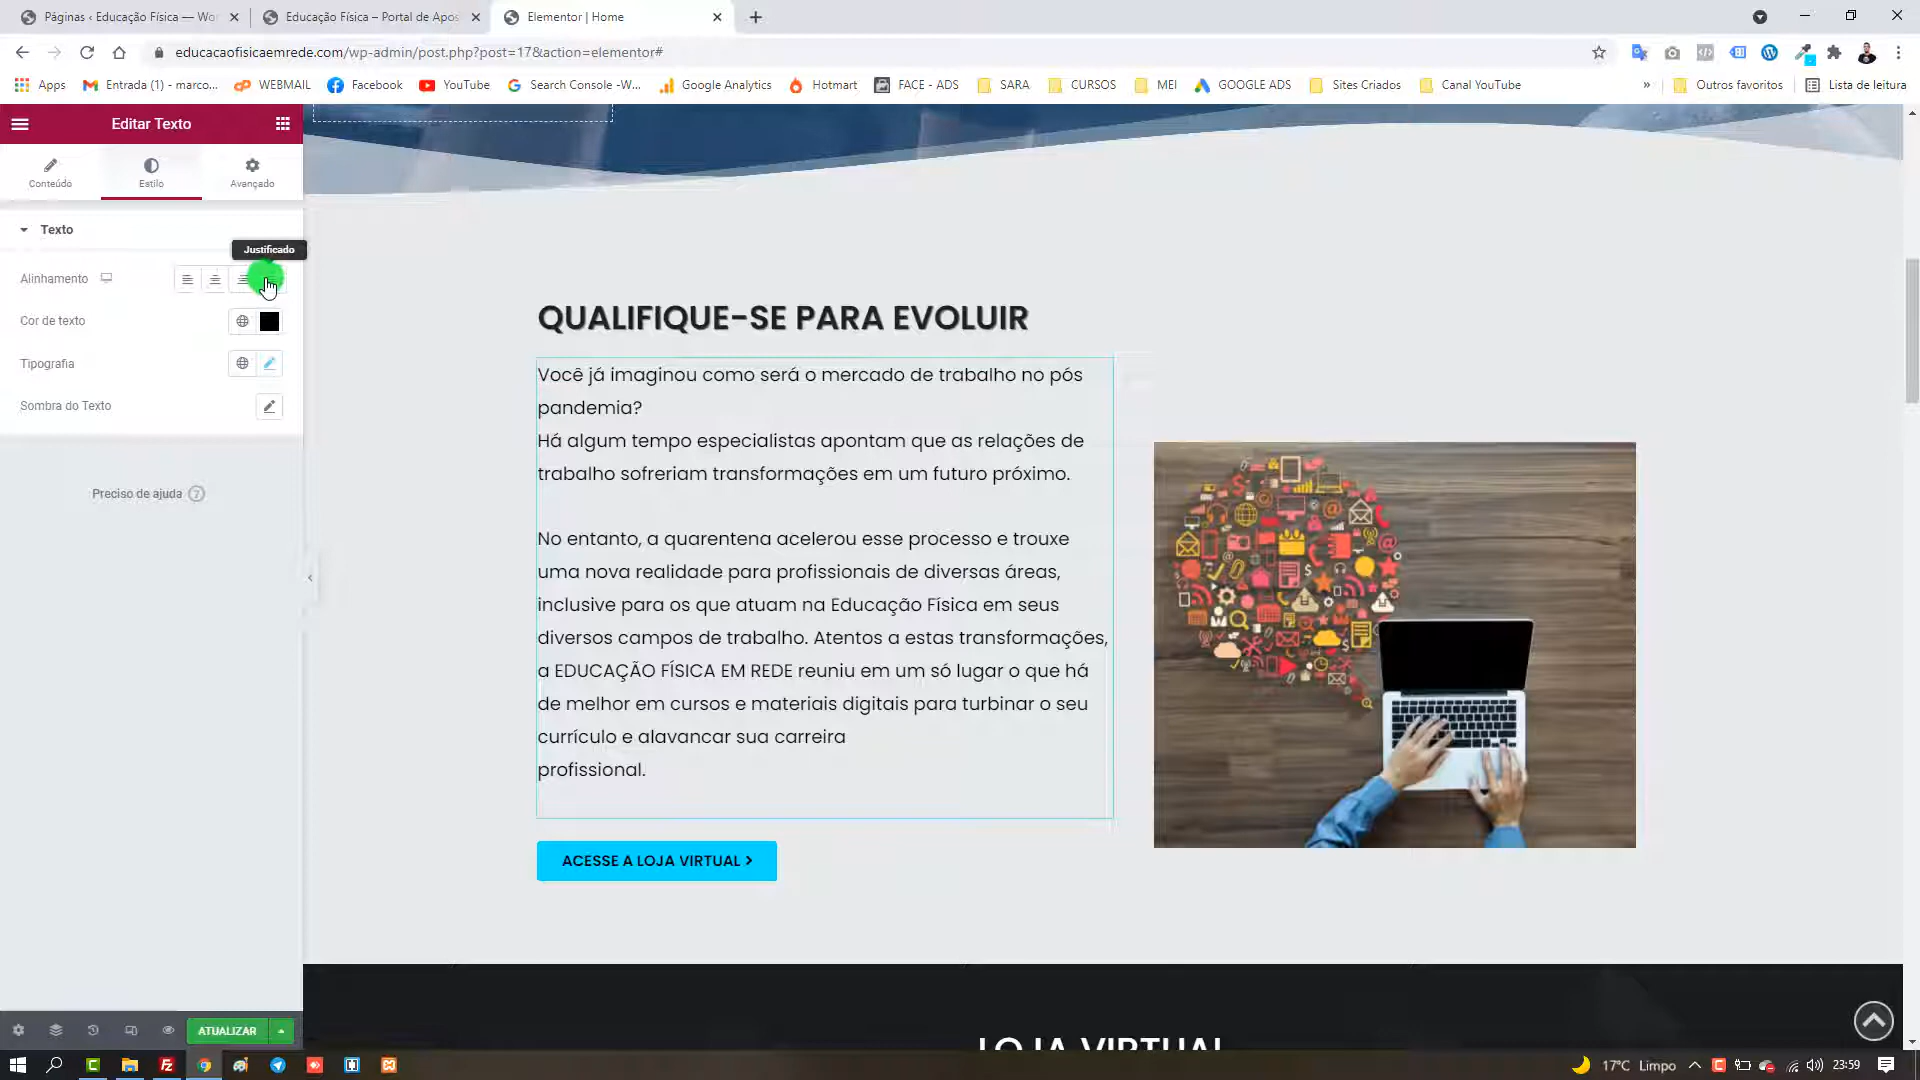 Páginas ‹ Educação Física — Wo
Educação Física – Portal de Apos
Elementor | Home
educacaofisicaemrede.com/wp-admin/post.php?post=17&action=elementor#
Apps
Entrada (1) - marco...
WEBMAIL
Facebook
YouTube
Search Console -W...
Google Analytics
Hotmart
FACE - ADS
SARA
CURSOS
MEI
GOOGLE ADS
Sites Criados
Canal YouTube
»
Outros favoritos
Lista de leitura
Editar Texto
Conteúdo
Estilo
Avançado
Texto
Justificado
Alinhamento
Cor de texto
Tipografia
Sombra do Texto
Preciso de ajuda
ATUALIZAR
QUALIFIQUE-SE PARA EVOLUIR
Você já imaginou como será o mercado de trabalho no pós
pandemia?
Há algum tempo especialistas apontam que as relações de
trabalho sofreriam transformações em um futuro próximo.
No entanto, a quarentena acelerou esse processo e trouxe
uma nova realidade para profissionais de diversas áreas,
inclusive para os que atuam na Educação Física em seus
diversos campos de trabalho. Atentos a estas transformações,
a EDUCAÇÃO FÍSICA EM REDE reuniu em um só lugar o que há
de melhor em cursos e materiais digitais para turbinar o seu
currículo e alavancar sua carreira
profissional.
ACESSE A LOJA VIRTUAL >
LOJA VIRTUAL
17°C Limpo
23:59